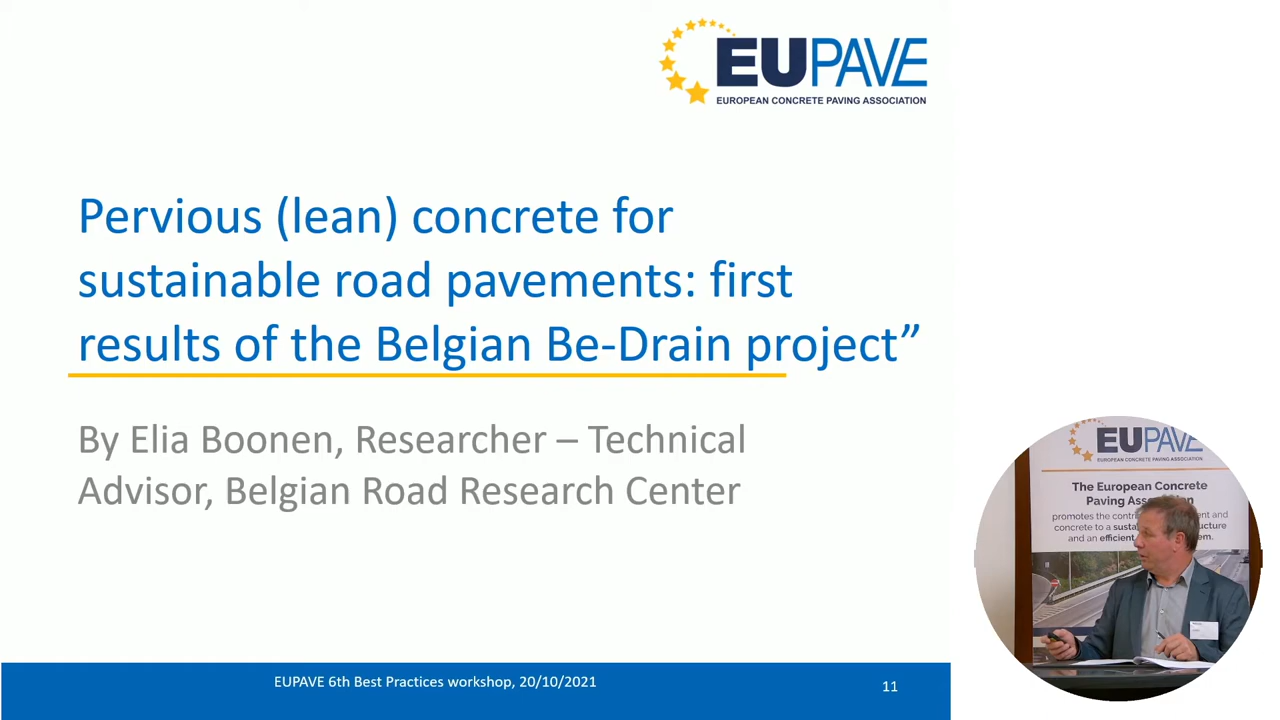 EUPAVE
EUROPEAN CONCRETE PAVING ASSOCIATION
Pervious (lean) concrete for
sustainable road pavements: first
results of the Belgian Be-Drain project”
By Elia Boonen, Researcher – Technical
Advisor, Belgian Road Research Center
EUPAVE 6th Best Practices workshop, 20/10/2021
11
EUPAVE
EUROPEAN CONCRETE PAVING ASSOCIATION
The European Concrete
Paving
promotes the and
concrete to a
and an